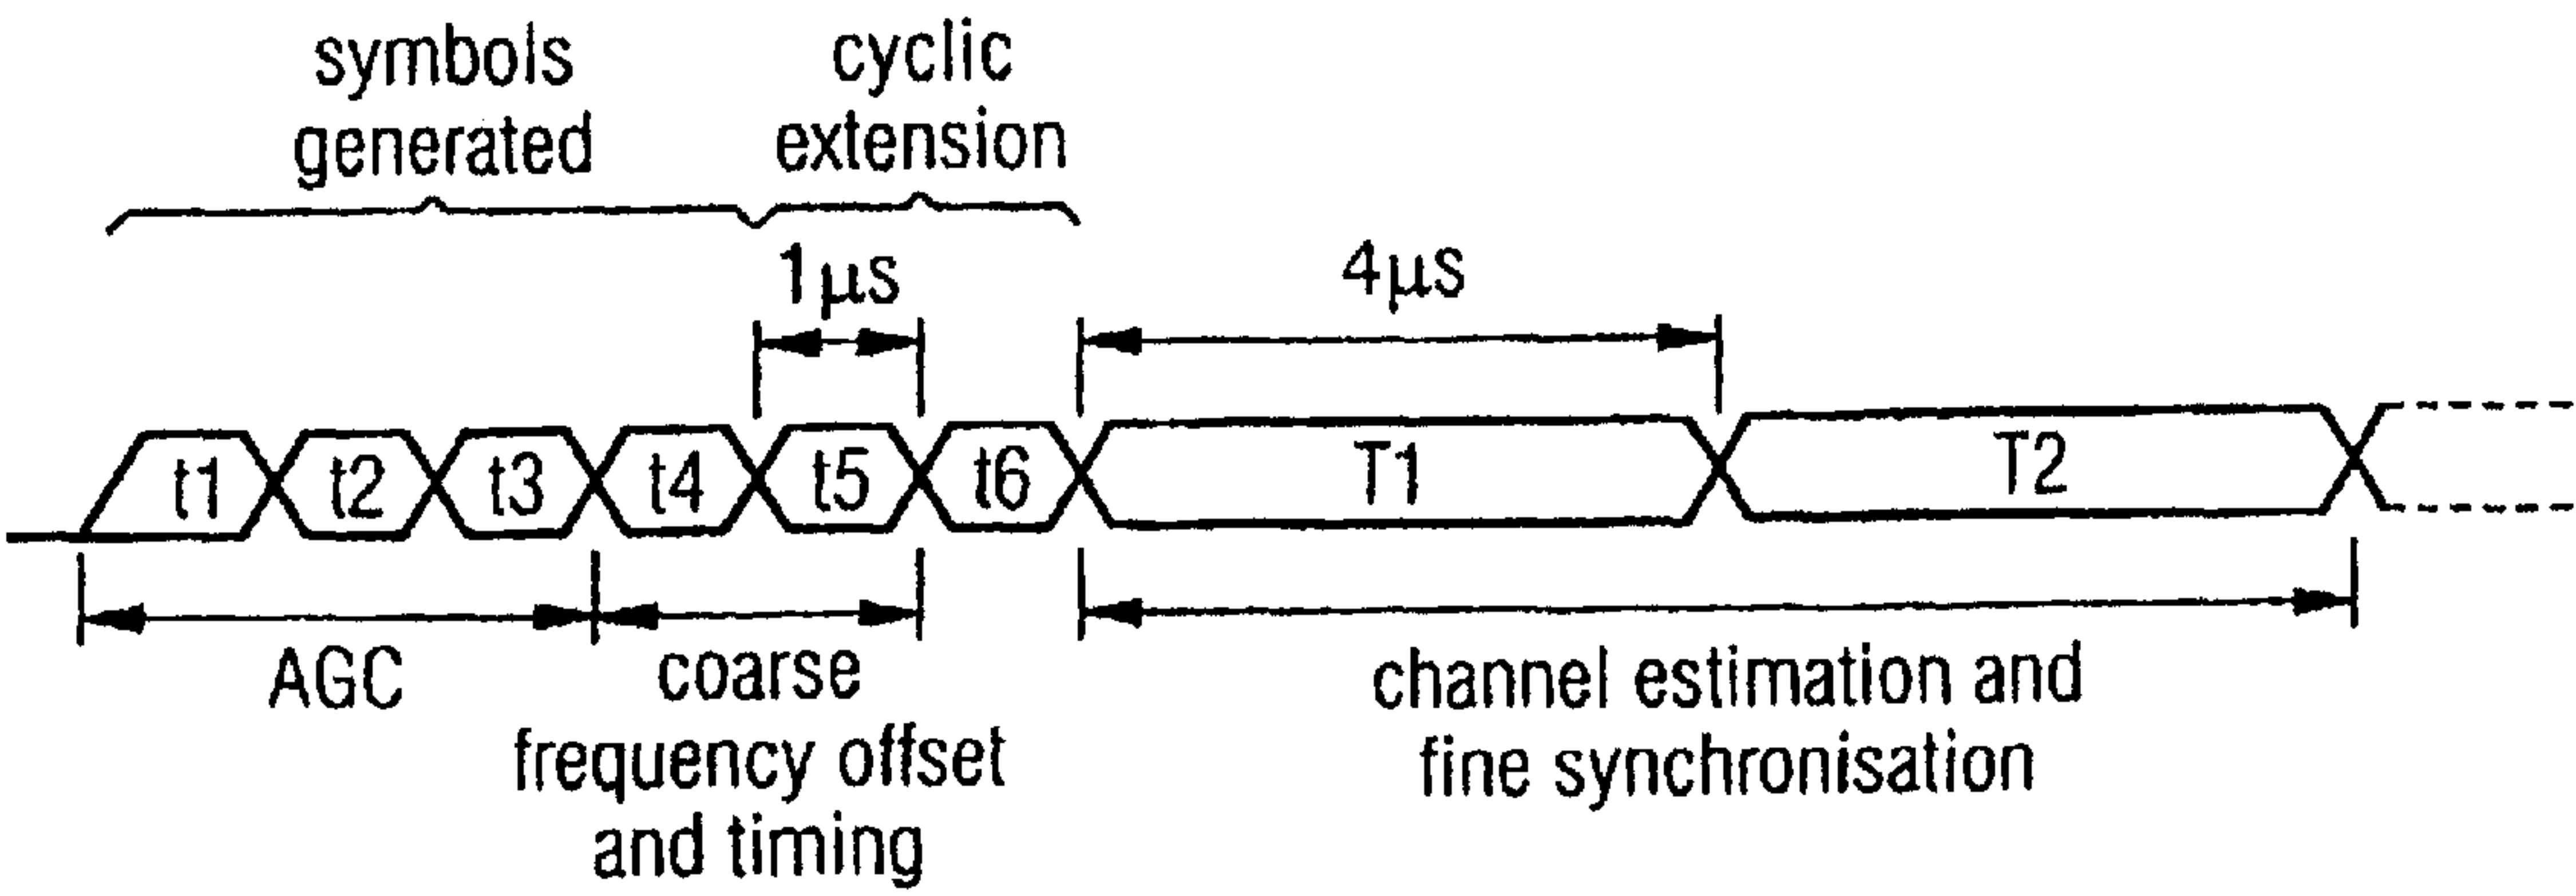 symbols
generated
cyclic
extension
1µs
4µs
t1 t2 t3 t4 t5 t6 T1 T2
AGC
coarse
frequency offset
and timing
channel estimation and
fine synchronisation